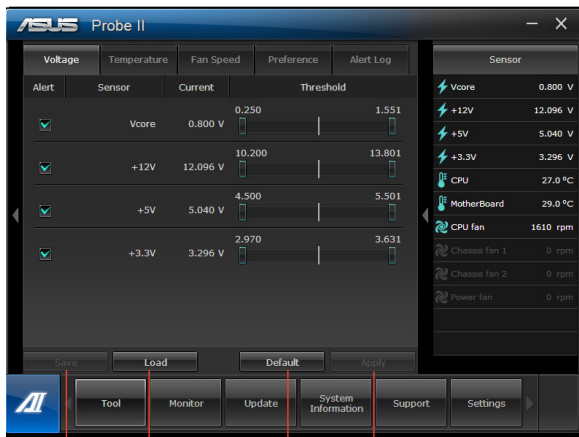 ASUS Probe II
Voltage Temperature Fan Speed Preference Alert Log
Alert Sensor Current Threshold
0.250 1.551
Vcore 0.800 V
10.200 13.801
+12V 12.096 V
4.500 5.501
+5V 5.040 V
2.970 3.631
+3.3V 3.296 V
Save Load Default Apply
Sensor
Vcore 0.800 V
+12V 12.096 V
+5V 5.040 V
+3.3V 3.296 V
CPU 27.0 ºC
MotherBoard 29.0 ºC
CPU fan 1610 rpm
Chassis fan 1 0 rpm
Chassis fan 2 0 rpm
Power fan 0 rpm
AI
Tool Monitor Update System Information Support Settings